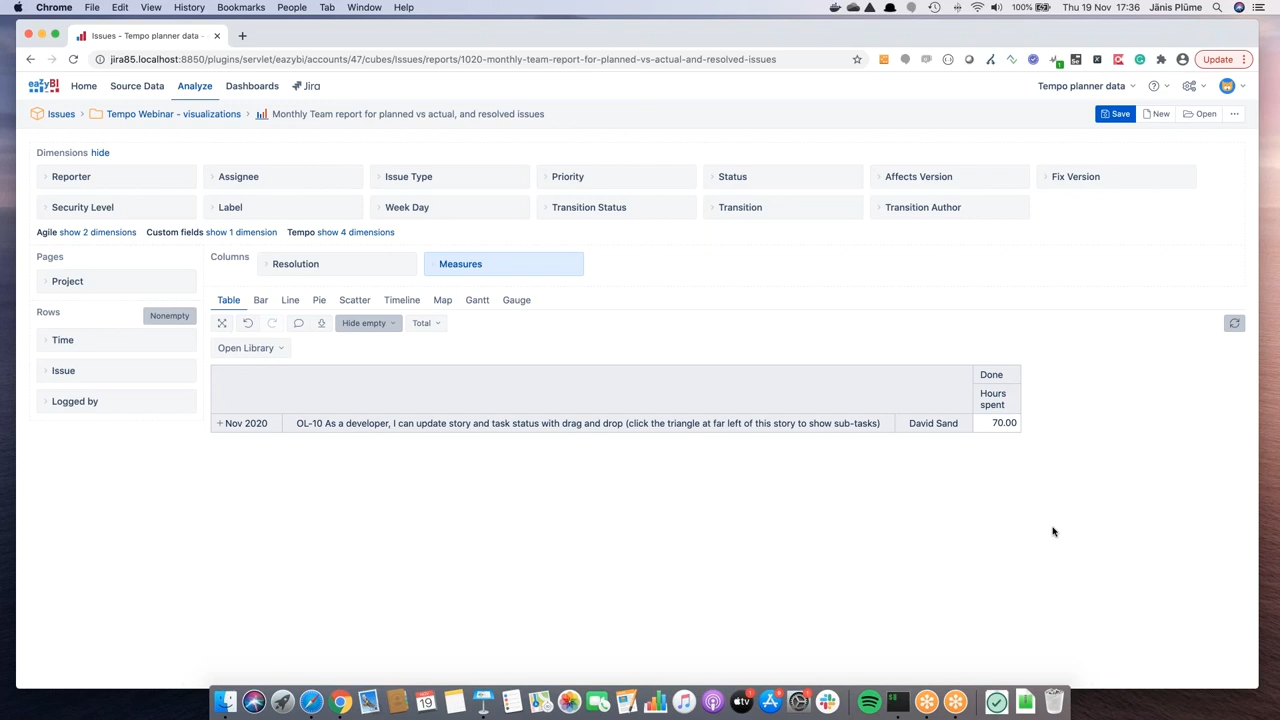 Chrome File Edit View History Bookmarks People Tab Window Help 100% Thu 19 Nov 17:36 Jānis Plūme
Issues - Tempo planner data -
jira85.localhost:8850/plugins/servlet/eazybi/accounts/47/cubes/Issues/reports/1020-monthly-team-report-for-planned-vs-actual-and-resolved-issues Update
eazyBI Home Source Data Analyze Dashboards Jira Tempo planner data
Issues Tempo Webinar - visualizations Monthly Team report for planned vs actual, and resolved issues Save New Open
Dimensions hide
Reporter Assignee Issue Type Priority Status Affects Version Fix Version
Security Level Label Week Day Transition Status Transition Transition Author
Agile show 2 dimensions Custom fields show 1 dimension Tempo show 4 dimensions
Pages Columns Resolution Measures
Project
Table Bar Line Pie Scatter Timeline Map Gantt Gauge
Rows Nonempty Hide empty Total
Time
Open Library
Issue
Done
Hours
spent
Logged by
+ Nov 2020 OL-10 As a developer, I can update story and task status with drag and drop (click the triangle at far left of this story to show sub-tasks) David Sand 70.00